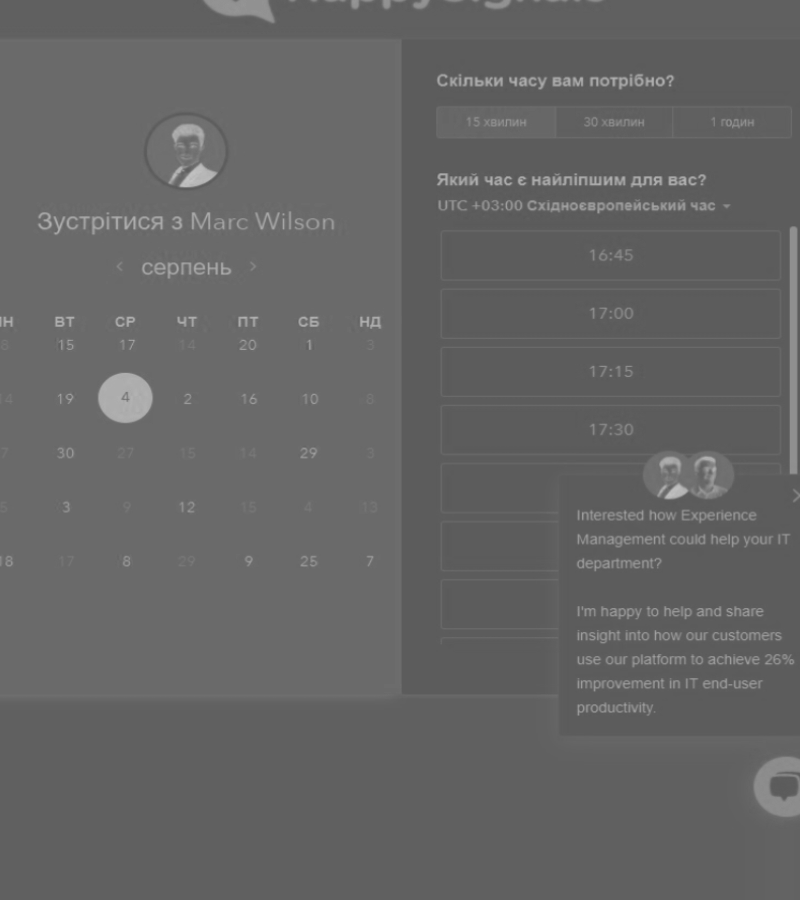 HappySignals
Зустрітися з Marc Wilson
серпень
ВТ СР ЧТ ПТ СБ НД
15 17 14 20 1 3
19 4 2 16 10 8
30 27 15 14 29 3
3 9 12 15 4 13
18 17 8 29 9 25 7
Скільки часу вам потрібно?
15 хвилин 30 хвилин 1 годин
Який час є найліпшим для вас?
UTC +03:00 Східноєвропейський час
16:45
17:00
17:15
17:30
Interested how Experience
Management could help your IT
department?
I'm happy to help and share
insight into how our customers
use our platform to achieve 26%
improvement in IT end-user
productivity.